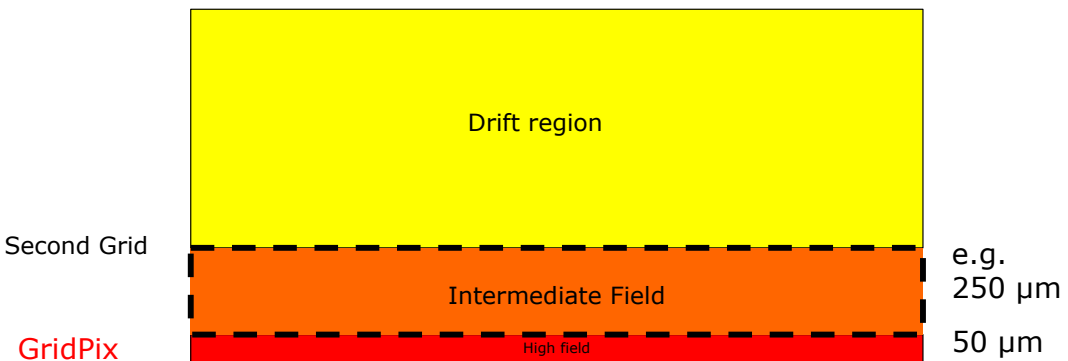 Drift region
Second Grid
e.g.
250 µm
Intermediate Field
GridPix
High field
50 µm